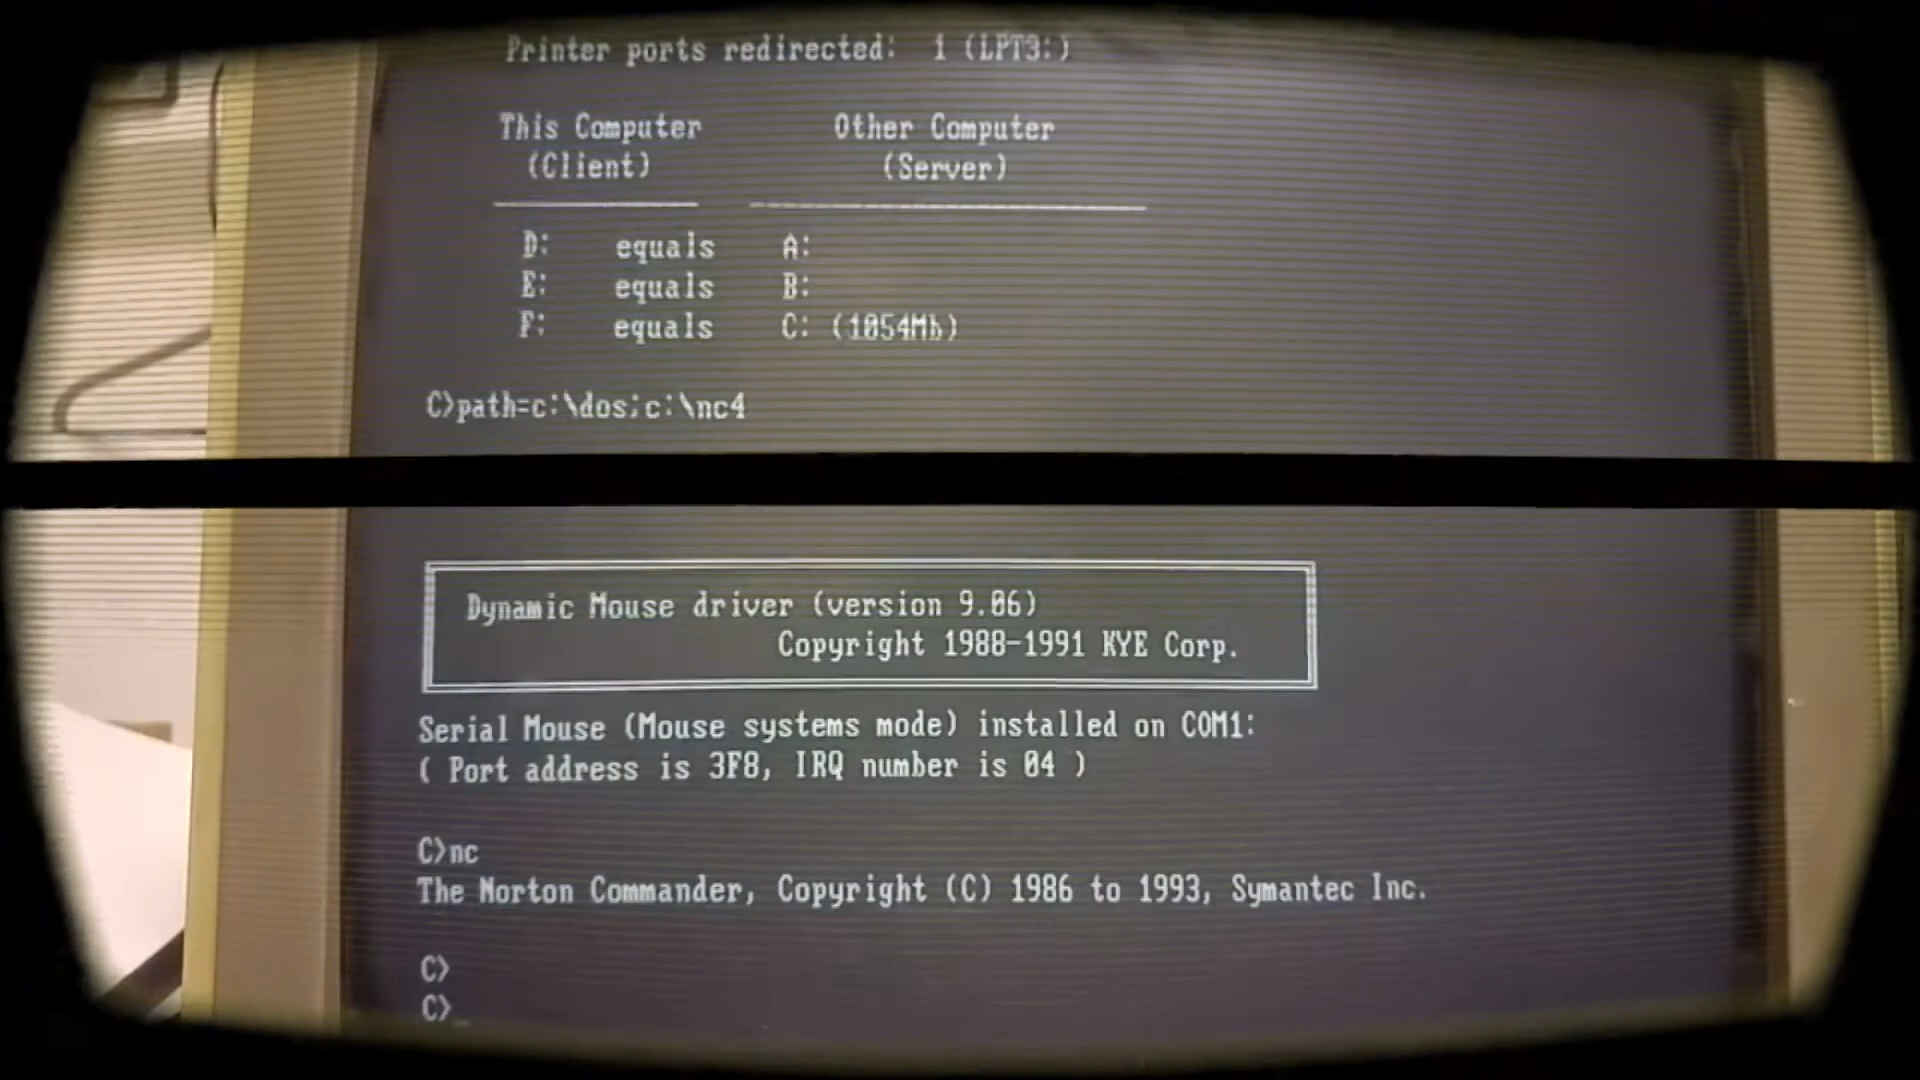 Printer ports redirected: 1 (LPT3:)
This Computer Other Computer
(Client) (Server)
D: equals A:
E: equals B:
F: equals C: (1054Mb)
C>path=c:\dos;c:\nc4
Dynamic Mouse driver (version 9.06)
Copyright 1988-1991 KYE Corp.
Serial Mouse (Mouse systems mode) installed on COM1:
( Port address is 3F8, IRQ number is 04 )
C>nc
The Norton Commander, Copyright (C) 1986 to 1993, Symantec Inc.
C>
C>_